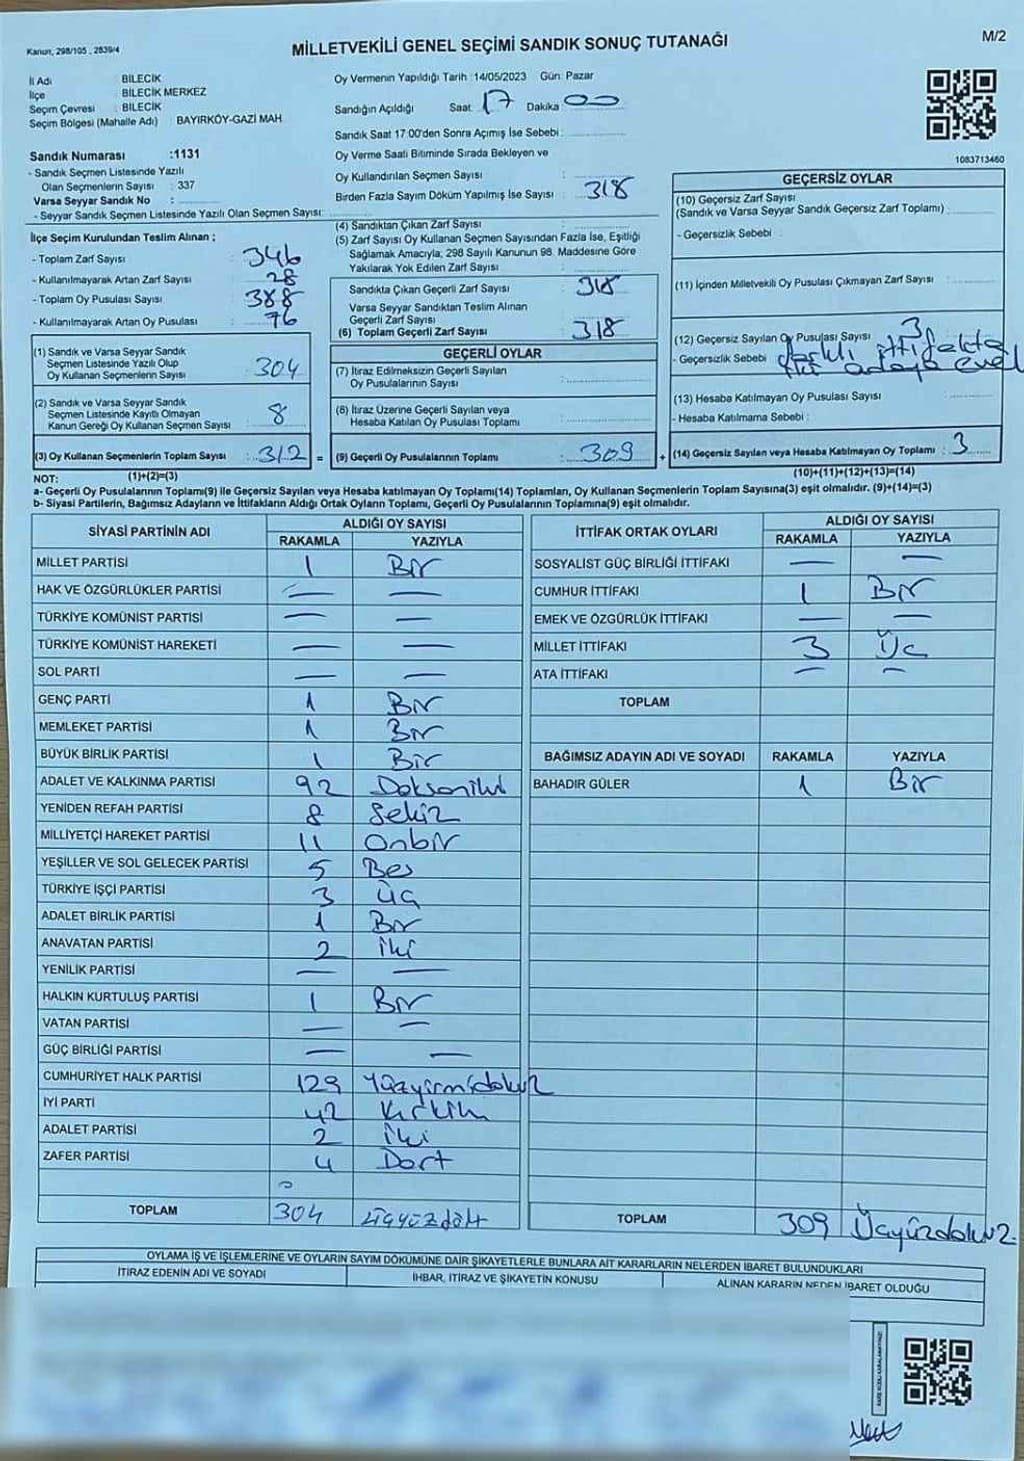 Kanun, 298/105 , 2839/4
MİLLETVEKİLİ GENEL SEÇİMİ SANDIK SONUÇ TUTANAĞI
M/2
İl Adı : BİLECİK
İlçe : BİLECİK MERKEZ
Seçim Çevresi : BİLECİK
Seçim Bölgesi (Mahalle Adı) : BAYIRKÖY-GAZİ MAH
Oy Vermenin Yapıldığı Tarih :14/05/2023 Gün: Pazar
Sandığın Açıldığı Saat 17 Dakika 00
Sandık Saat 17:00'den Sonra Açımış İse Sebebi :
Oy Verme Saati Bitiminde Sırada Bekleyen ve
Oy Kullandırılan Seçmen Sayısı :
Birden Fazla Sayım Döküm Yapılmış İse Sayısı : 318
1083713460
Sandık Numarası :1131
- Sandık Seçmen Listesinde Yazılı
Olan Seçmenlerin Sayısı : 337
Varsa Seyyar Sandık No :
- Seyyar Sandık Seçmen Listesinde Yazılı Olan Seçmen Sayısı:
İlçe Seçim Kurulundan Teslim Alınan ;
- Toplam Zarf Sayısı : 346
- Kullanılmayarak Artan Zarf Sayısı : 28
- Toplam Oy Pusulası Sayısı : 388
- Kullanılmayarak Artan Oy Pusulası : 76
(1) Sandık ve Varsa Seyyar Sandık
Seçmen Listesinde Yazılı Olup
Oy Kullanan Seçmenlerin Sayısı : 304
(2) Sandık ve Varsa Seyyar Sandık
Seçmen Listesinde Kayıtlı Olmayan
Kanun Gereği Oy Kullanan Seçmen Sayısı : 8
(3) Oy Kullanan Seçmenlerin Toplam Sayısı : 312 =
(4) Sandıktan Çıkan Zarf Sayısı :
(5) Zarf Sayısı Oy Kullanan Seçmen Sayısından Fazla İse, Eşitliği
Sağlamak Amacıyla, 298 Sayılı Kanunun 98. Maddesine Göre
Yakılarak Yok Edilen Zarf Sayısı :
Sandıkta Çıkan Geçerli Zarf Sayısı : 318
Varsa Seyyar Sandıktan Teslim Alınan
Geçerli Zarf Sayısı :
(6) Toplam Geçerli Zarf Sayısı : 318
GEÇERLİ OYLAR
(7) İtiraz Edilmeksizin Geçerli Sayılan
Oy Pusulalarının Sayısı :
(8) İtiraz Üzerine Geçerli Sayılan veya
Hesaba Katılan Oy Pusulası Toplamı :
(9) Geçerli Oy Pusulalarının Toplamı : 309 +
GEÇERSİZ OYLAR
(10) Geçersiz Zarf Sayısı
(Sandık ve Varsa Seyyar Sandık Geçersiz Zarf Toplamı) :
- Geçersizlik Sebebi :
(11) İçinden Milletvekili Oy Pusulası Çıkmayan Zarf Sayısı :
(12) Geçersiz Sayılan Oy Pusulası Sayısı : 3
- Geçersizlik Sebebi : farklı ittifakta
(13) Hesaba Katılmayan Oy Pusulası Sayısı :
- Hesaba Katılmama Sebebi :
(14) Geçersiz Sayılan veya Hesaba Katılmayan Oy Toplamı : 3
NOT: (1)+(2)=(3) (10)+(11)+(12)+(13)=(14)
a- Geçerli Oy Pusulalarının Toplamı(9) ile Geçersiz Sayılan veya Hesaba katılmayan Oy Toplamı(14) Toplamları, Oy Kullanan Seçmenlerin Toplam Sayısına(3) eşit olmalıdır. (9)+(14)=(3)
b- Siyasi Partilerin, Bağımsız Adayların ve İttifakların Aldığı Ortak Oyların Toplamı, Geçerli Oy Pusulalarının Toplamına(9) eşit olmalıdır.
SİYASİ PARTİNİN ADI ALDIĞI OY SAYISI
RAKAMLA YAZIYLA
MİLLET PARTİSİ 1 Bir
HAK VE ÖZGÜRLÜKLER PARTİSİ — —
TÜRKİYE KOMÜNİST PARTİSİ — —
TÜRKİYE KOMÜNİST HAREKETİ — —
SOL PARTİ — —
GENÇ PARTİ 1 Bir
MEMLEKET PARTİSİ 1 Bir
BÜYÜK BİRLİK PARTİSİ 1 Bir
ADALET VE KALKINMA PARTİSİ 92 Doksaniki
YENİDEN REFAH PARTİSİ 8 Sekiz
MİLLİYETÇİ HAREKET PARTİSİ 11 Onbir
YEŞİLLER VE SOL GELECEK PARTİSİ 5 Beş
TÜRKİYE İŞÇİ PARTİSİ 3 Üç
ADALET BİRLİK PARTİSİ 1 Bir
ANAVATAN PARTİSİ 2 İki
YENİLİK PARTİSİ — —
HALKIN KURTULUŞ PARTİSİ 1 Bir
VATAN PARTİSİ — —
GÜÇ BİRLİĞİ PARTİSİ — —
CUMHURİYET HALK PARTİSİ 129 Yüzyirmidokuz
İYİ PARTİ 42 Kırkiki
ADALET PARTİSİ 2 İki
ZAFER PARTİSİ 4 Dört
TOPLAM 304 Üçyüzdört
İTTİFAK ORTAK OYLARI ALDIĞI OY SAYISI
RAKAMLA YAZIYLA
SOSYALİST GÜÇ BİRLİĞİ İTTİFAKI — —
CUMHUR İTTİFAKI 1 Bir
EMEK VE ÖZGÜRLÜK İTTİFAKI — —
MİLLET İTTİFAKI 3 Üç
ATA İTTİFAKI — —
TOPLAM
BAĞIMSIZ ADAYIN ADI VE SOYADI RAKAMLA YAZIYLA
BAHADIR GÜLER 1 Bir
TOPLAM 309 Üçyüzdokuz
OYLAMA İŞ VE İŞLEMLERİNE VE OYLARIN SAYIM DÖKÜMÜNE DAİR ŞİKAYETLERLE BUNLARA AİT KARARLARIN NELERDEN İBARET BULUNDUKLARI
İTİRAZ EDENİN ADI VE SOYADI İHBAR, İTİRAZ VE ŞİKAYETİN KONUSU ALINAN KARARIN NEDEN İBARET OLDUĞU